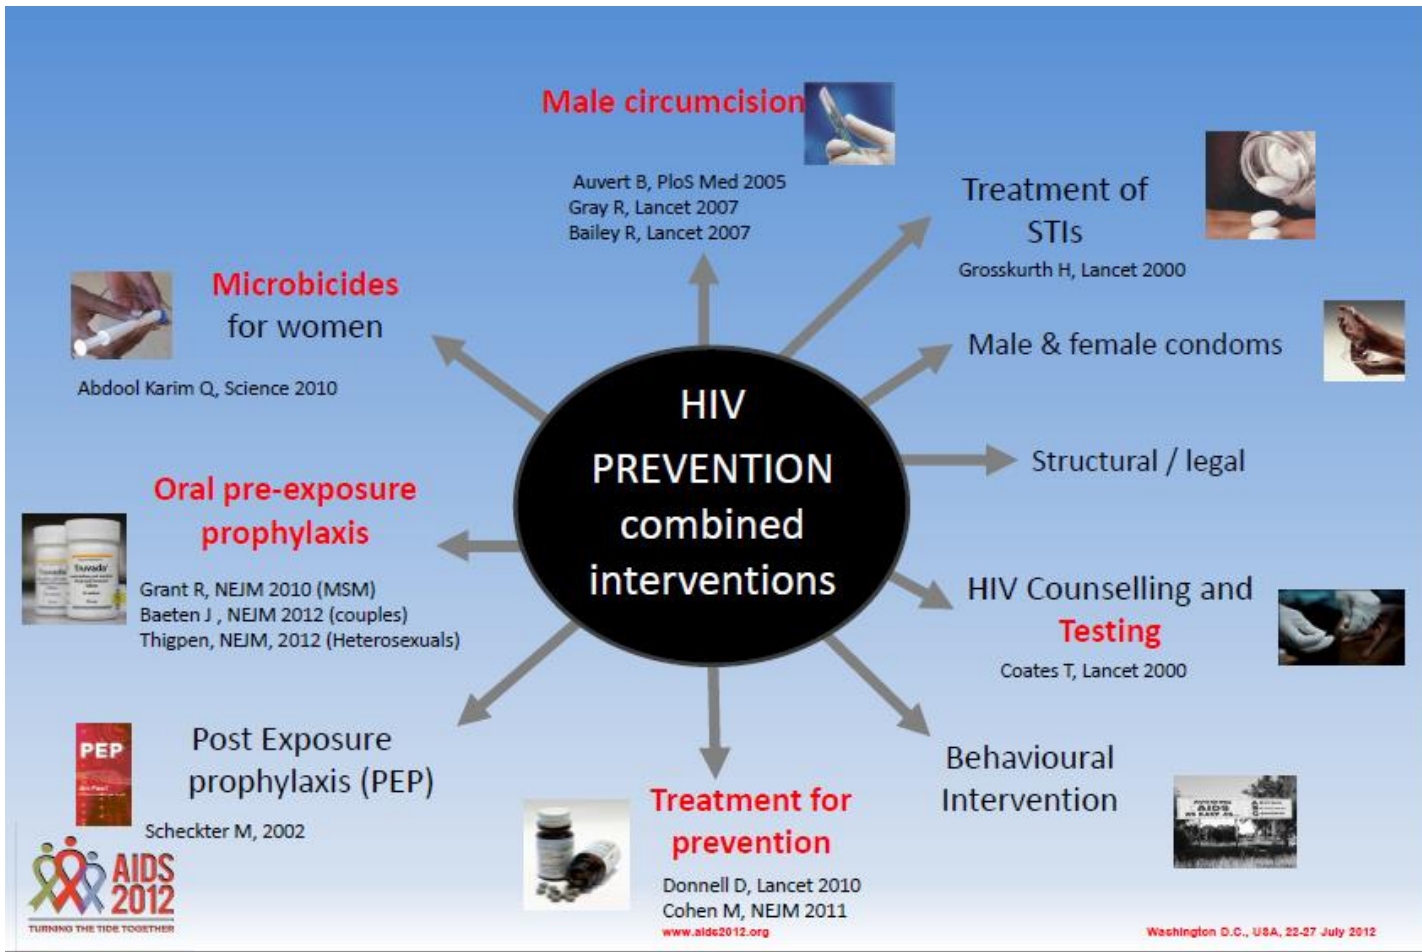 Male circumcision
Auvert B, PloS Med 2005
Gray R, Lancet 2007
Bailey R, Lancet 2007
Treatment of
STIs
Grosskurth H, Lancet 2000
Microbicides
for women
Abdool Karim Q, Science 2010
Male & female condoms
HIV
PREVENTION
combined
interventions
Structural / legal
Oral pre-exposure
prophylaxis
Truvada
Grant R, NEJM 2010 (MSM)
Baeten J , NEJM 2012 (couples)
Thigpen, NEJM, 2012 (Heterosexuals)
HIV Counselling and
Testing
Coates T, Lancet 2000
PEP
Post Exposure
prophylaxis (PEP)
Scheckter M, 2002
Behavioural
Intervention
AIDS
Treatment for
prevention
Donnell D, Lancet 2010
Cohen M, NEJM 2011
www.aids2012.org
AIDS
2012
TURNING THE TIDE TOGETHER
Washington D.C., USA, 22-27 July 2012